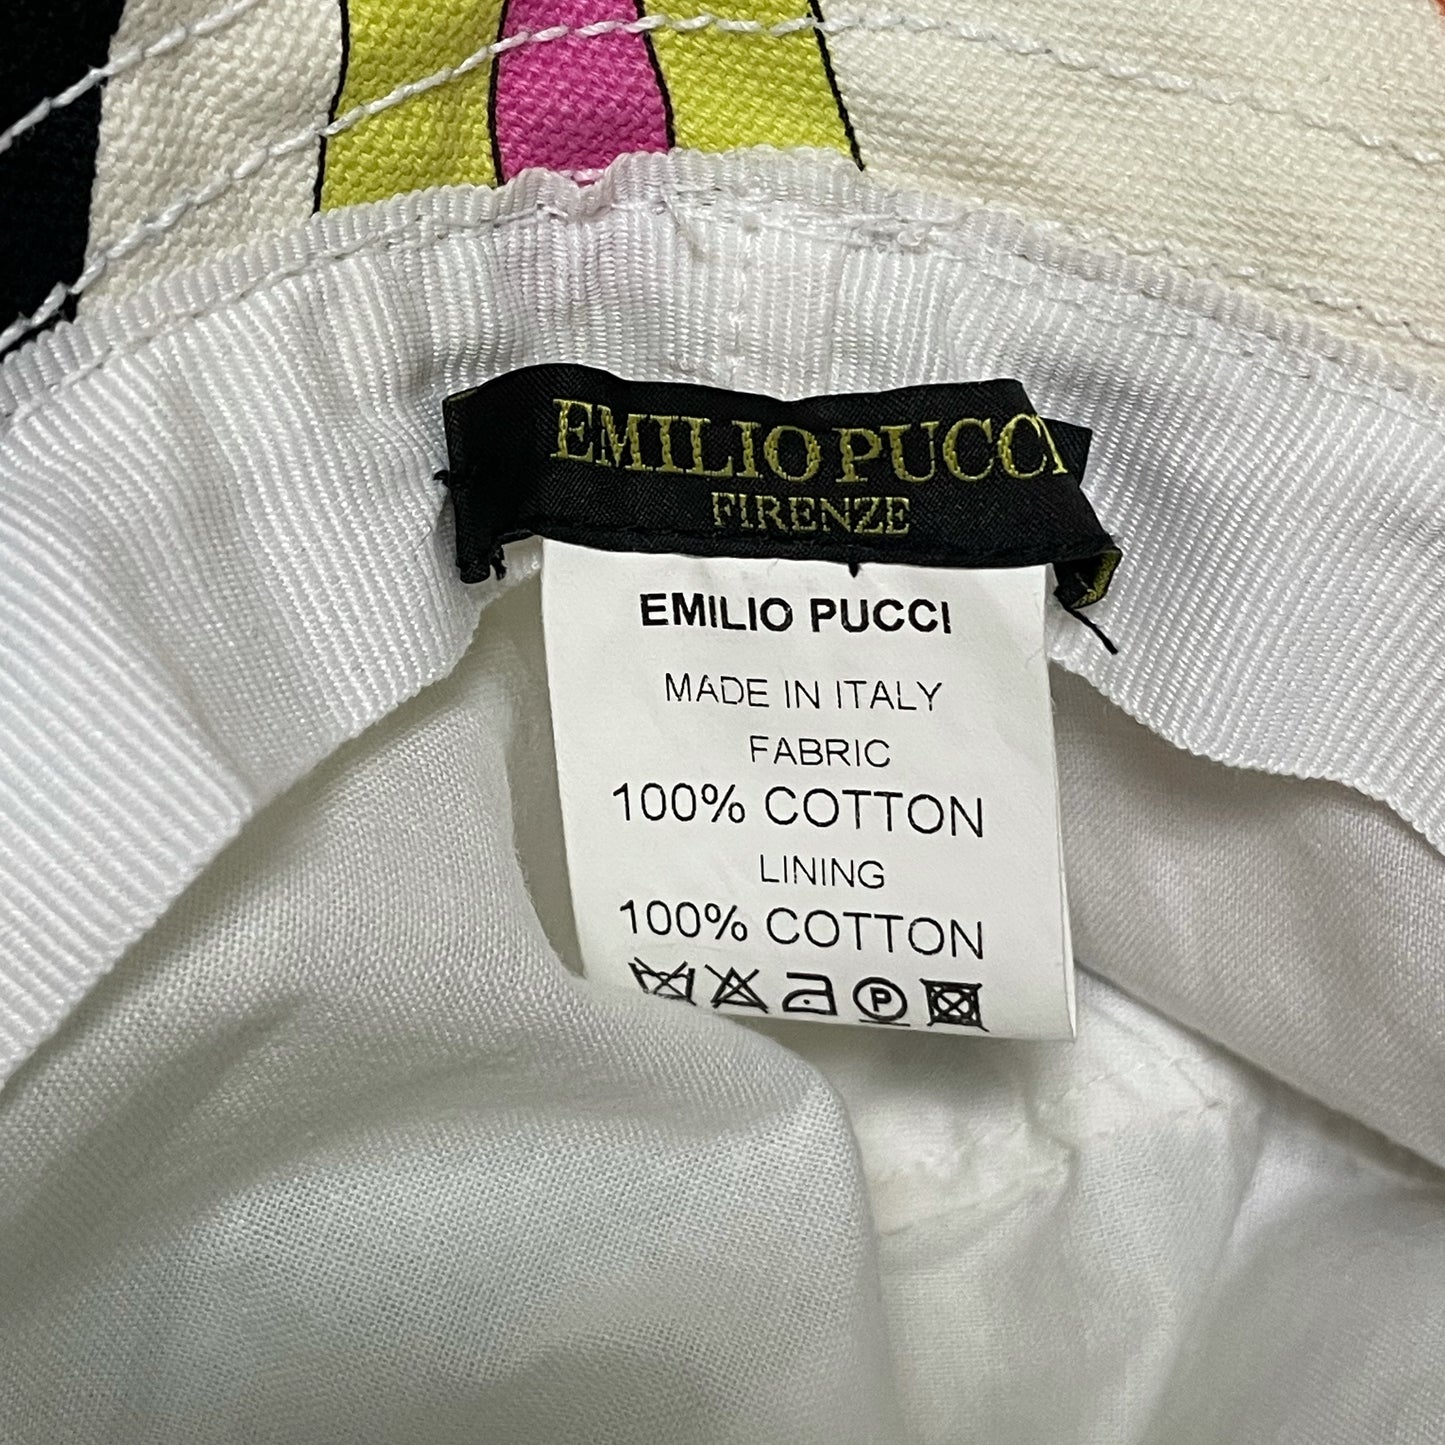 EMILIO PUCCI
FIRENZE
EMILIO PUCCI
MADE IN ITALY
FABRIC
100% COTTON
LINING
100% COTTON
P